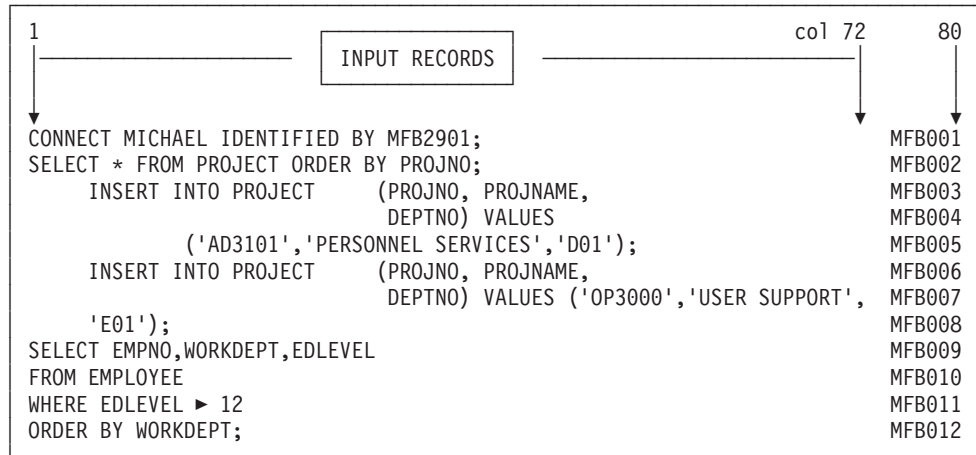 1 col 72 80
INPUT RECORDS
CONNECT MICHAEL IDENTIFIED BY MFB2901; MFB001
SELECT * FROM PROJECT ORDER BY PROJNO; MFB002
INSERT INTO PROJECT (PROJNO, PROJNAME, MFB003
DEPTNO) VALUES MFB004
('AD3101','PERSONNEL SERVICES','D01'); MFB005
INSERT INTO PROJECT (PROJNO, PROJNAME, MFB006
DEPTNO) VALUES ('OP3000','USER SUPPORT', MFB007
'E01'); MFB008
SELECT EMPNO,WORKDEPT,EDLEVEL MFB009
FROM EMPLOYEE MFB010
WHERE EDLEVEL ► 12 MFB011
ORDER BY WORKDEPT; MFB012